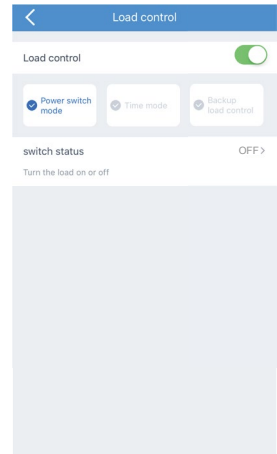 Load control
Load control
Power switch
mode
Time mode
Backup
load control
switch status
OFF>
Turn the load on or off